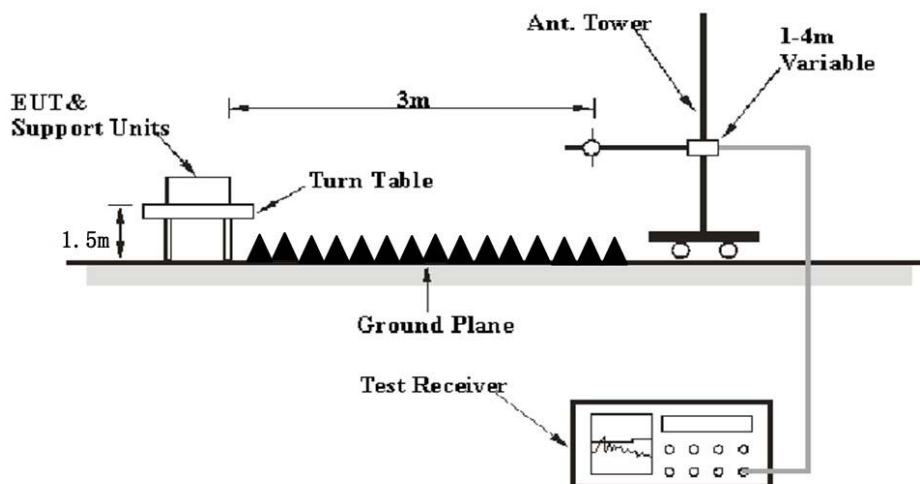 Ant. Tower
1-4m
Variable
EUT&
Support Units
3m
Turn Table
1.5m
Ground Plane
Test Receiver